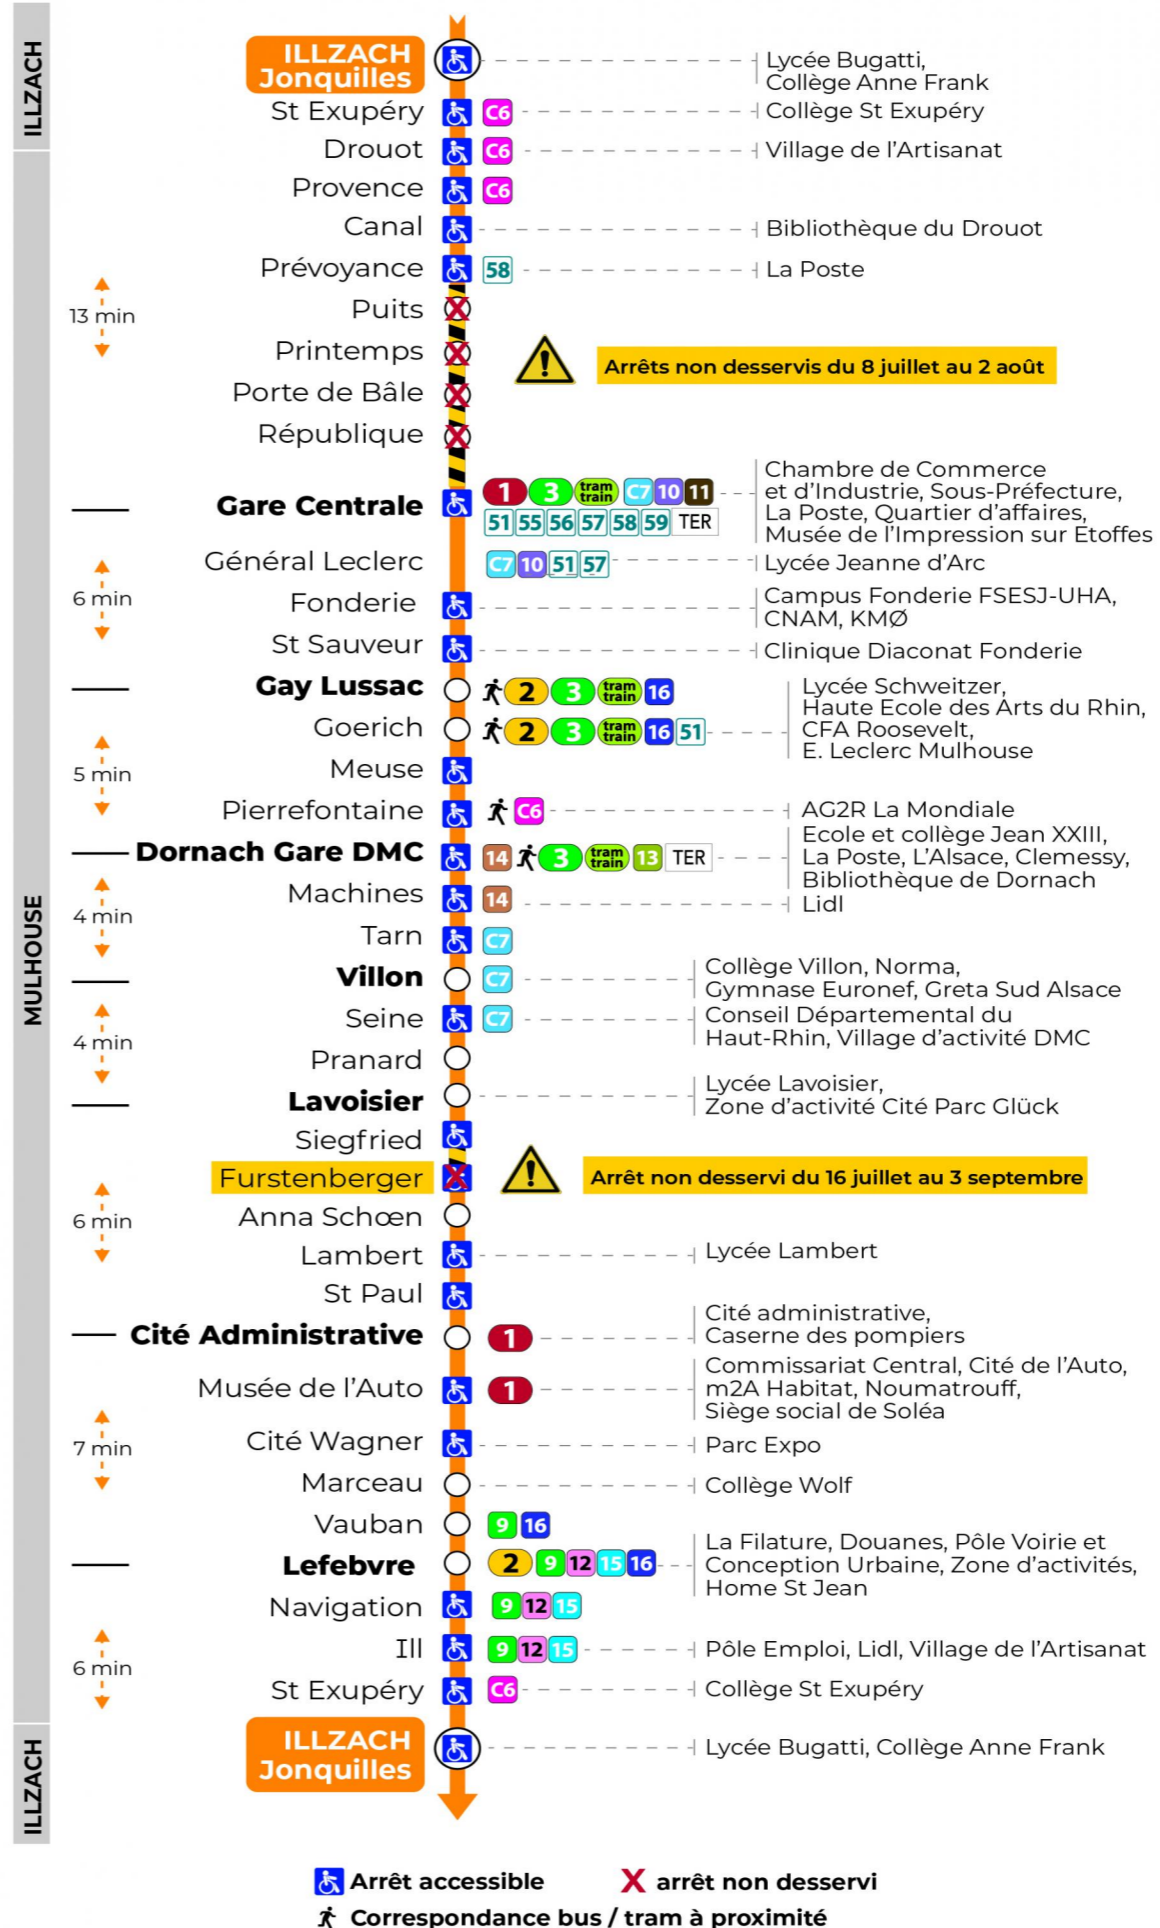 ILLZACH
ILLZACH
Jonquilles
Lycée Bugatti,
Collège Anne Frank
St Exupéry C6 Collège St Exupéry
MULHOUSE
Drouot C6 Village de l'Artisanat
Provence C6
Canal Bibliothèque du Drouot
Prévoyance 58 La Poste
13 min
Puits
Printemps
Arrêts non desservis du 8 juillet au 2 août
Porte de Bâle
République
Gare Centrale
1 3 tram train C7 10 11
51 55 56 57 58 59 TER
Chambre de Commerce
et d'Industrie, Sous-Préfecture,
La Poste, Quartier d'affaires,
Musée de l'Impression sur Etoffes
Général Leclerc C7 10 51 57 Lycée Jeanne d'Arc
6 min
Fonderie
Campus Fonderie FSESJ-UHA,
CNAM, KMØ
St Sauveur Clinique Diaconat Fonderie
Gay Lussac 2 3 tram train 16
Goerich 2 3 tram train 16 51
Lycée Schweitzer,
Haute Ecole des Arts du Rhin,
CFA Roosevelt,
E. Leclerc Mulhouse
5 min
Meuse
Pierrefontaine C6 AG2R La Mondiale
Dornach Gare DMC 14 3 tram train 13 TER
Ecole et collège Jean XXIII,
La Poste, L'Alsace, Clemessy,
Bibliothèque de Dornach
Machines 14 Lidl
4 min
Tarn C7
Villon C7
Collège Villon, Norma,
Gymnase Euronef, Greta Sud Alsace
Seine C7
Conseil Départemental du
Haut-Rhin, Village d'activité DMC
4 min
Pranard
Lavoisier
Lycée Lavoisier,
Zone d'activité Cité Parc Glück
Siegfried
Furstenberger
Arrêt non desservi du 16 juillet au 3 septembre
6 min
Anna Schœn
Lambert Lycée Lambert
St Paul
Cité Administrative 1
Cité administrative,
Caserne des pompiers
Musée de l'Auto 1
Commissariat Central, Cité de l'Auto,
m2A Habitat, Noumatrouff,
Siège social de Soléa
7 min
Cité Wagner Parc Expo
Marceau Collège Wolf
Vauban 9 16
Lefebvre 2 9 12 15 16
La Filature, Douanes, Pôle Voirie et
Conception Urbaine, Zone d'activités,
Home St Jean
Navigation 9 12 15
6 min
Ill 9 12 15 Pôle Emploi, Lidl, Village de l'Artisanat
St Exupéry C6 Collège St Exupéry
ILLZACH
ILLZACH
Jonquilles
Lycée Bugatti, Collège Anne Frank
Arrêt accessible
X arrêt non desservi
Correspondance bus / tram à proximité